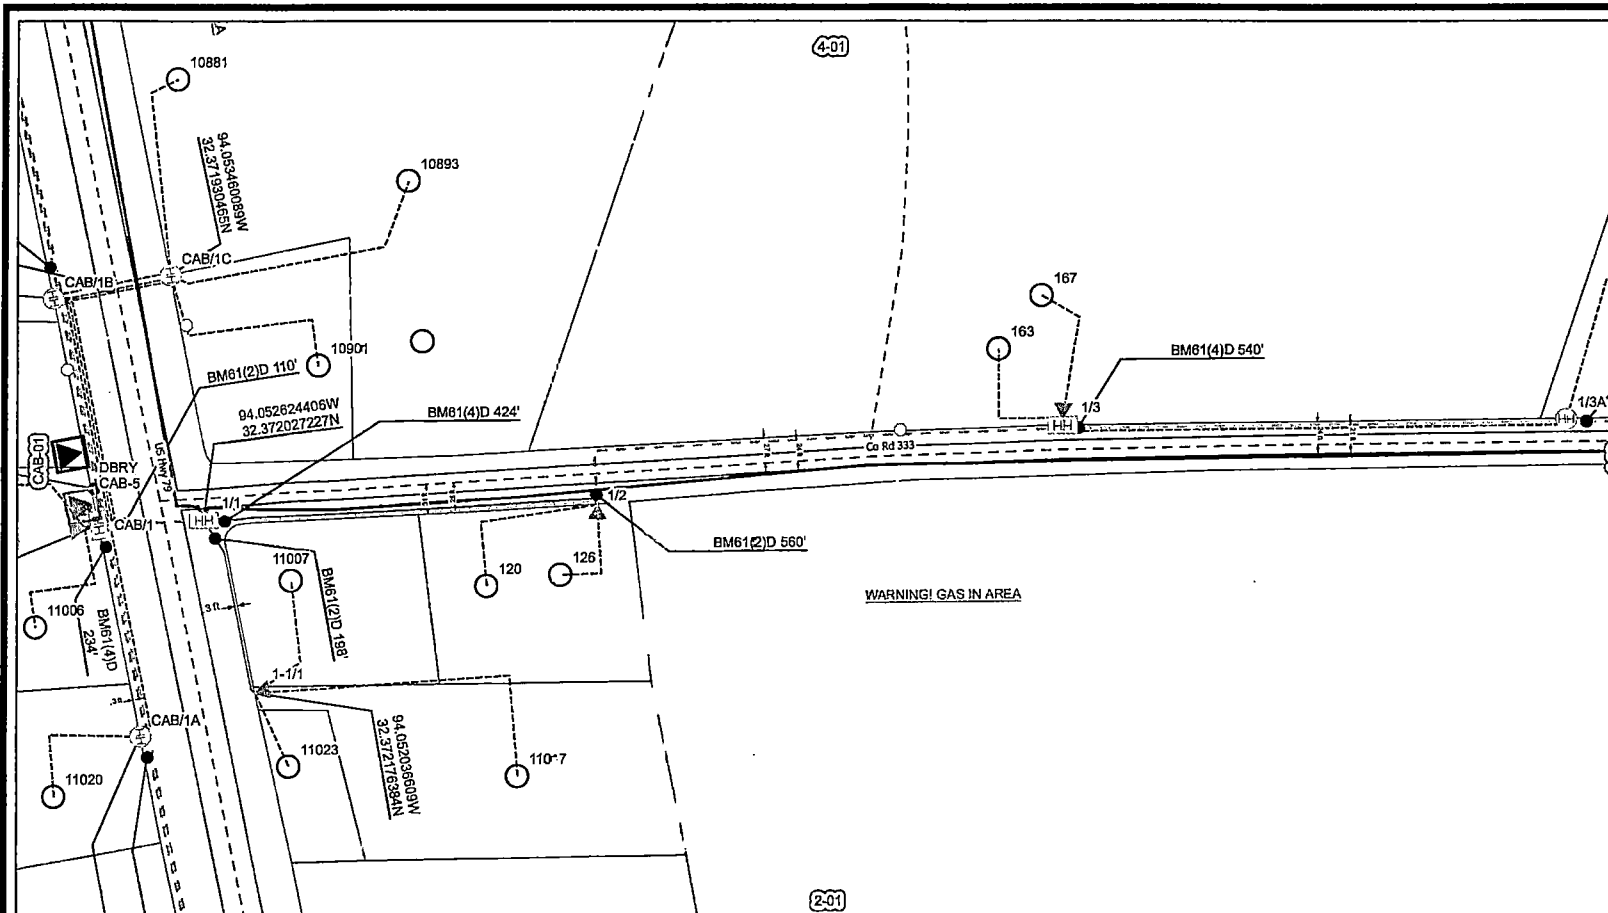 4-01
A
10881
94.053460089W
32.371930465N
10893
CAB/1C
CAB/1B
167
163
10901
BM61(2)D 110'
BM61(4)D 540'
94.052624406W
32.372027227N
BM61(4)D 424'
1/3
1/3A
US Hwy 79
Co Rd 333
CAB-01
DBRY
CAB-5
1/1
HH
HH
HH
1/2
CAB/1
H
H
H
H
BM61(2)D 560'
11007
120
126
WARNING! GAS IN AREA
BM61(2)D 198'
3 ft
11006
BM61(4)D
234'
1-1/1
3 ft
CAB/1A
94.052036609W
32.372176384N
11023
11017
11020
2-01